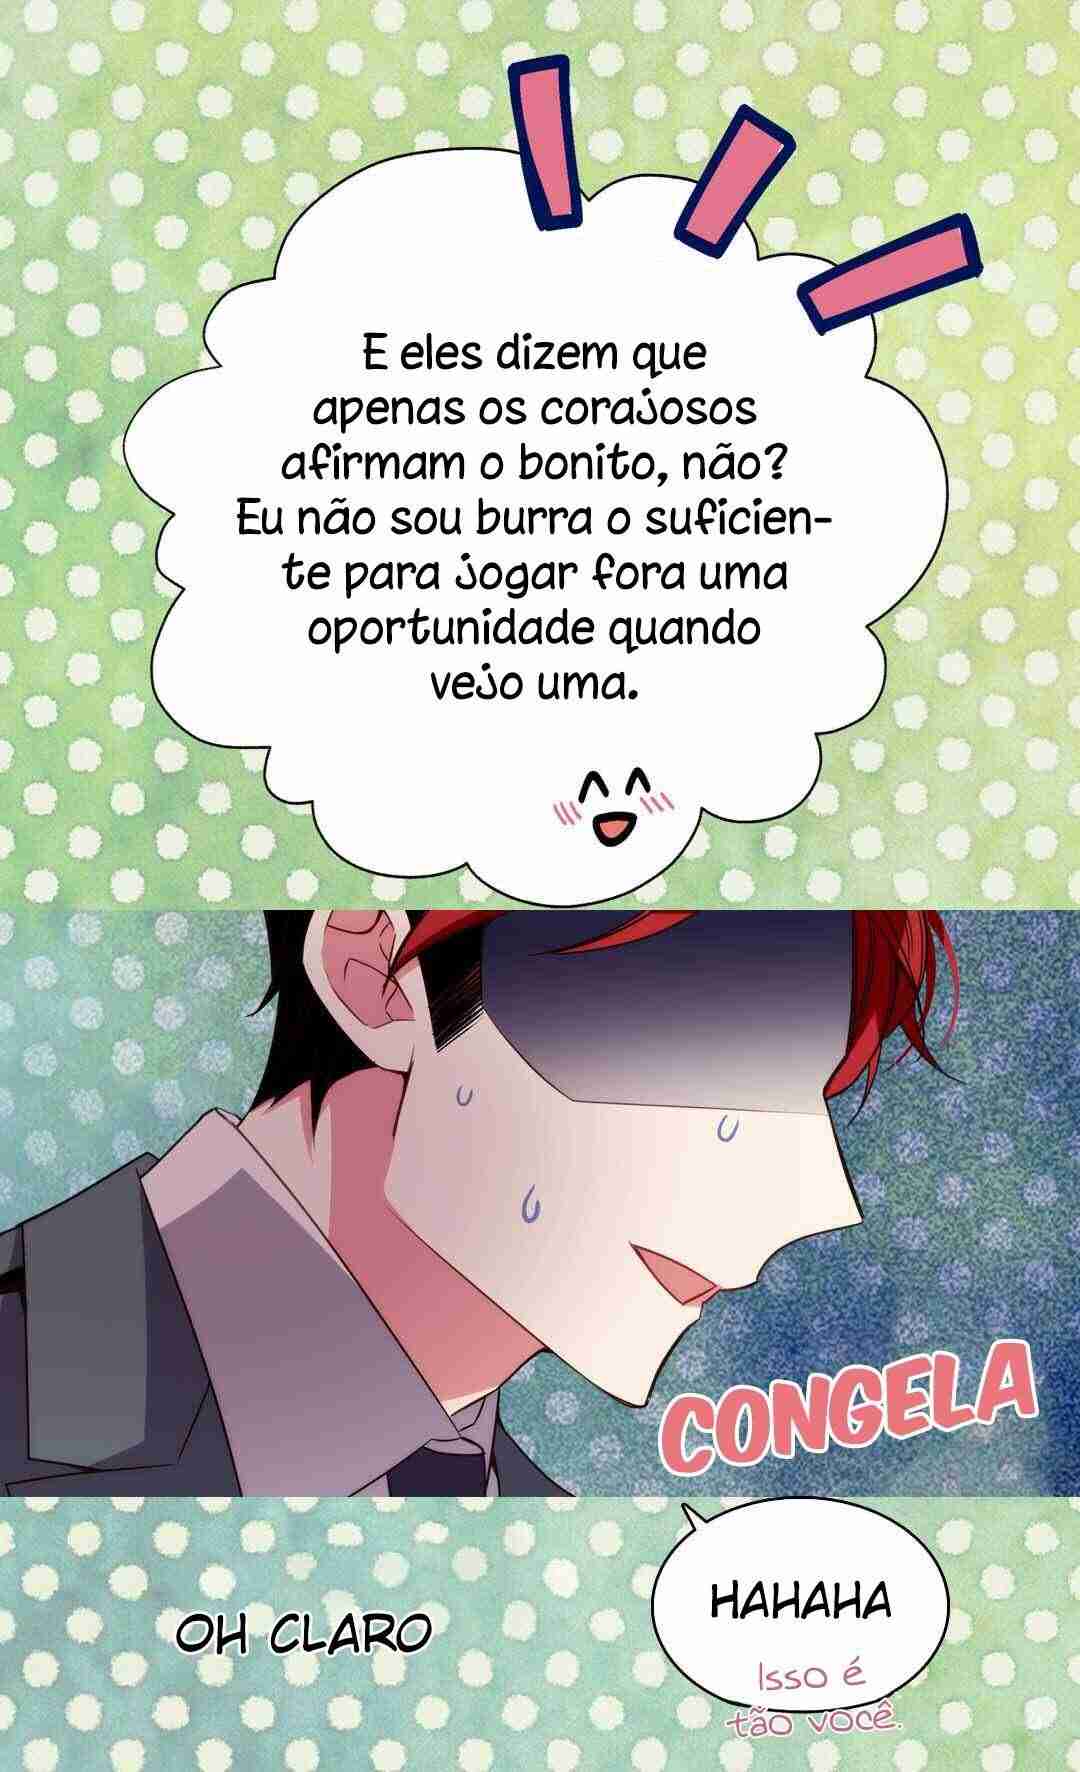 E eles dizem que
apenas os corajosos
afirmam o bonito, não?
Eu não sou burra o suficien-
te para jogar fora uma
oportunidade quando
vejo uma.
CONGELA
OH CLARO
HAHAHA
Isso é
tão você.